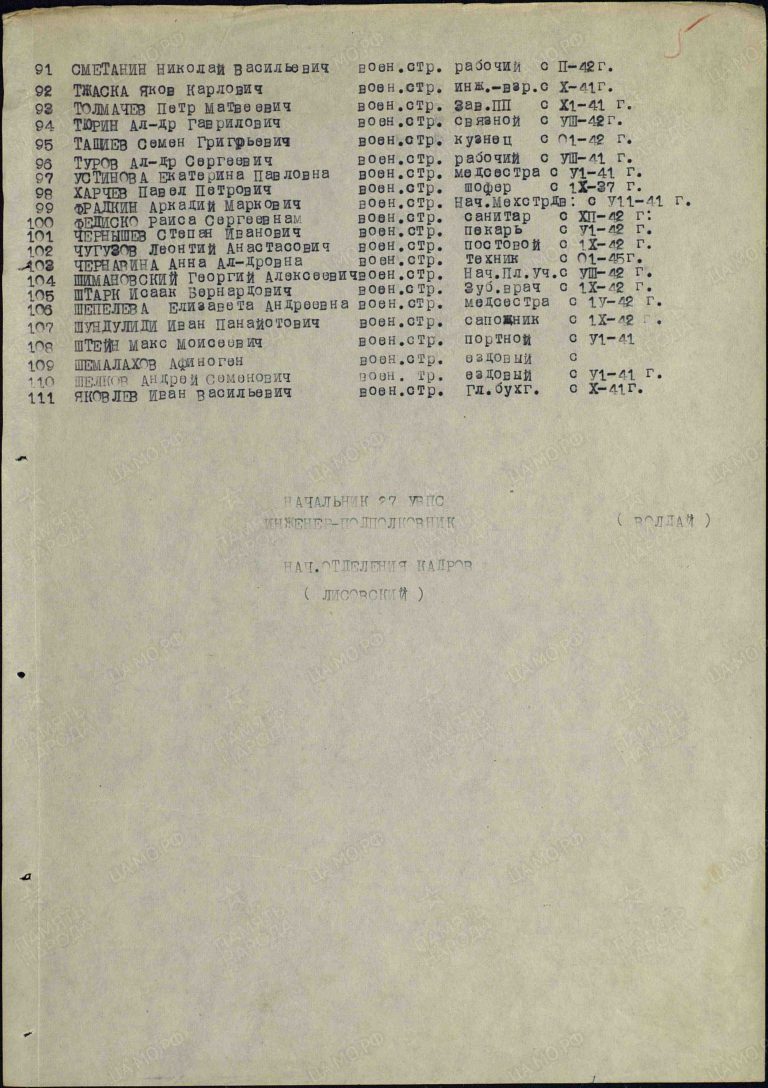 5
91 СМЕТАНИН Николай Васильевич воен.стр. рабочий с П-42г.
92 ТЖАСКА Яков Карлович воен.стр. инж.-взр.с Х-41г.
93 ТОЛМАЧЕВ Петр Матвеевич воен.стр. Зав.ПП с Х1-41 г.
94 ТЮРИН Ал-др Гаврилович воен.стр. связной с УШ-42г.
95 ТАЩИЕВ Семен Григрьевич воен.стр. кузнец с 01-42 г.
96 ТУРОВ Ал-др Сергеевич воен.стр. рабочий с УШ-41 г.
97 УСТИНОВА Екатерина Павловна воен.стр. медсестра с У1-41 г.
98 ХАРЧЕВ Павел Петрович воен.стр. шофер с 1Х-37 г.
99 ФРАДКИН Аркадий Маркович воен.стр. Нач.Мехстрдв: с У11-41 г.
100 ФЕДИСКО Раиса Сергеевнам воен.стр. санитар с ХП-42 г:
101 ЧЕРНЫШЕВ Степан Иванович воен.стр. пекарь с У1-42 г.
102 ЧУГУЗОВ Леонтий Анастасович воен.стр. постовой с 1Х-42 г.
103 ЧЕРНАВИНА Анна Ал-дровна воен.стр. техник с 01-45г.
104 ШИМАНОВСКИЙ Георгий Алексеевичвоен.стр. Нач.Пл.уч.с УШ-42 г.
105 ШТАРК Исаак Бернардович воен.стр. Зуб.врач с 1Х-42 г.
106 ШЕПЕЛЕВА Елизавета Андреевна воен.стр. медсестра с 1У-42 г.
107 ШУНДУЛИДИ Иван Панайотович воен.стр. сапожник с 1Х-42 г.
108 ШТЕЙН Макс Моисеевич воен.стр. портной с У1-41
109 ШЕМАЛАХОВ Афиноген воен.стр. ездовый с
110 ШЕЛКОВ Андрей Семенович воен. тр. ездовый с У1-41 г.
111 ЯКОВЛЕВ Иван Васильевич воен.стр. Гл.бухг. с Х-41г.
НАЧАЛЬНИК 27 УВПС
ИНЖЕНЕР-ПОДПОЛКОВНИК ( ВОЛДАЙ )
НАЧ.ОТДЕЛЕНИЯ КАДРОВ
( ЛИСОВСКИЙ )